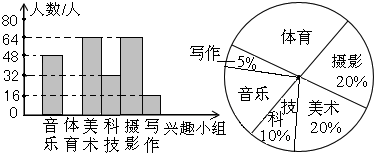 人数/人
80
64
48
32
16
0
音乐 体育 美术 科技 摄影 写作 兴趣小组
体育
摄影
20%
美术
20%
科技
10%
音乐
写作
5%